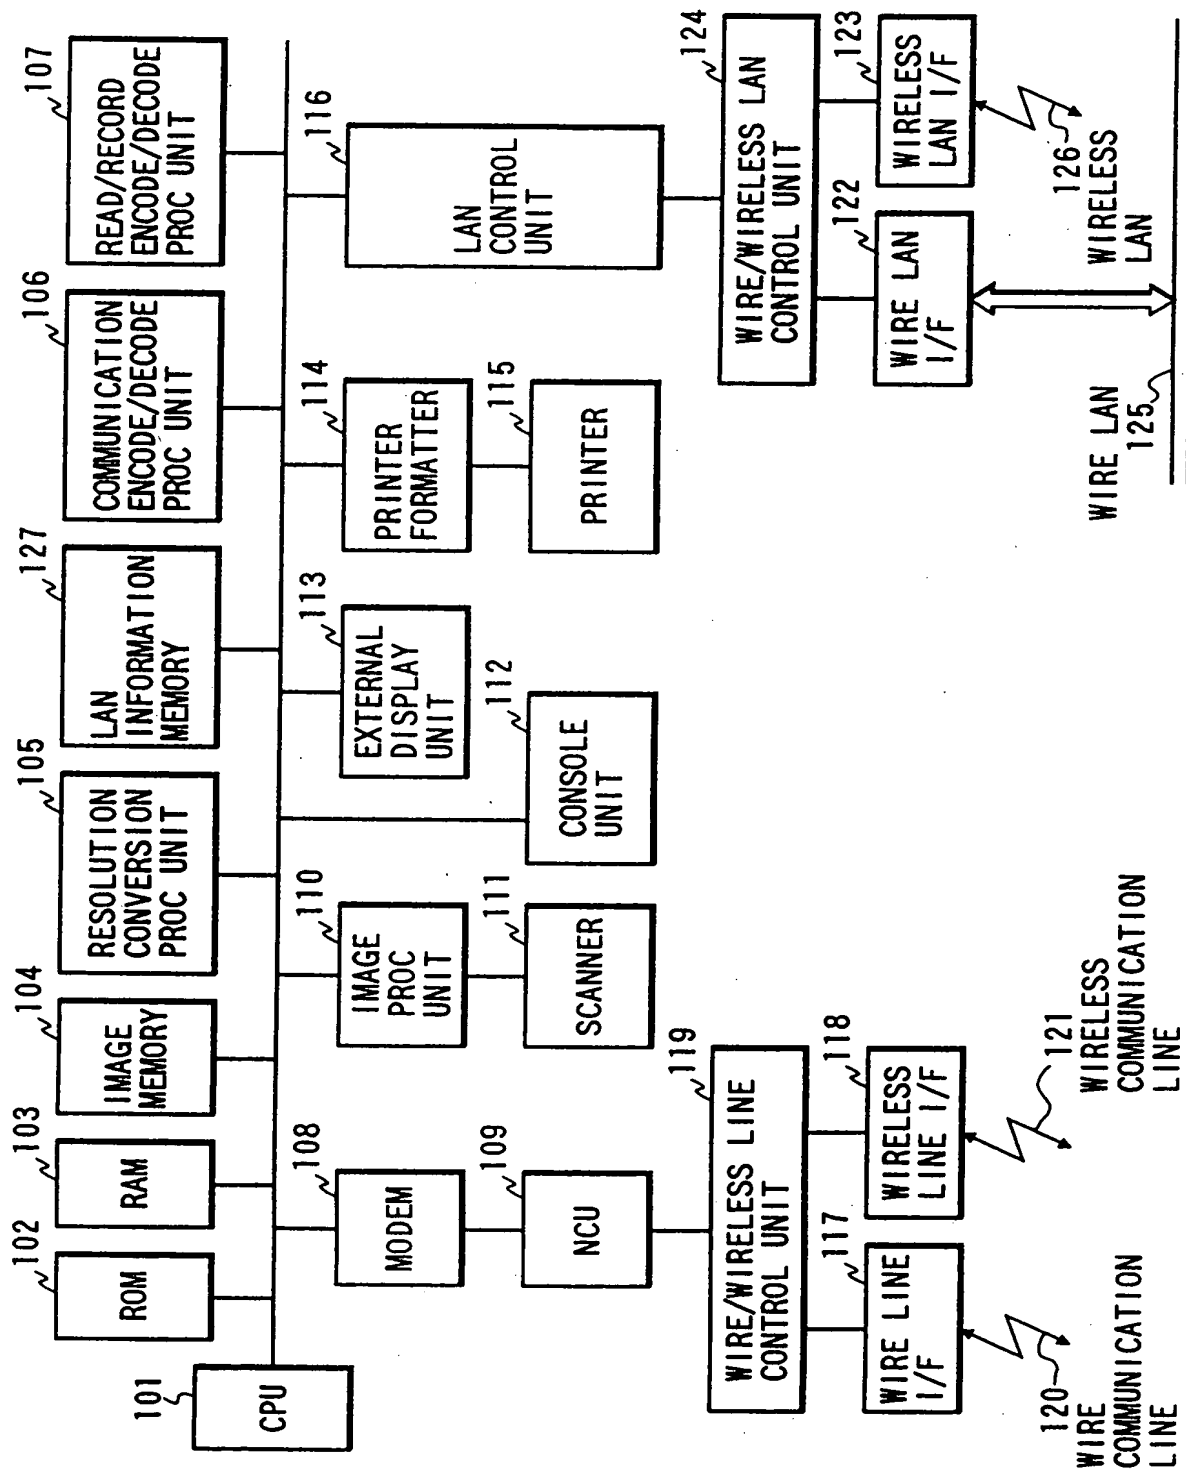 101
CPU
102
ROM
103
RAM
104
IMAGE
MEMORY
105
RESOLUTION
CONVERSION
PROC UNIT
127
LAN
INFORMATION
MEMORY
106
COMMUNICATION
ENCODE/DECODE
PROC UNIT
107
READ/RECORD
ENCODE/DECODE
PROC UNIT
108
MODEM
109
NCU
110
IMAGE
PROC
UNIT
111
SCANNER
112
CONSOLE
UNIT
113
EXTERNAL
DISPLAY
UNIT
114
PRINTER
FORMATTER
115
PRINTER
116
LAN
CONTROL
UNIT
119
WIRE/WIRELESS LINE
CONTROL UNIT
117
WIRE LINE
I/F
118
WIRELESS
LINE I/F
120
WIRE
COMMUNICATION
LINE
121
WIRELESS
COMMUNICATION
LINE
124
WIRE/WIRELESS LAN
CONTROL UNIT
122
WIRE LAN
I/F
123
WIRELESS
LAN I/F
WIRE LAN
125
126
WIRELESS
LAN